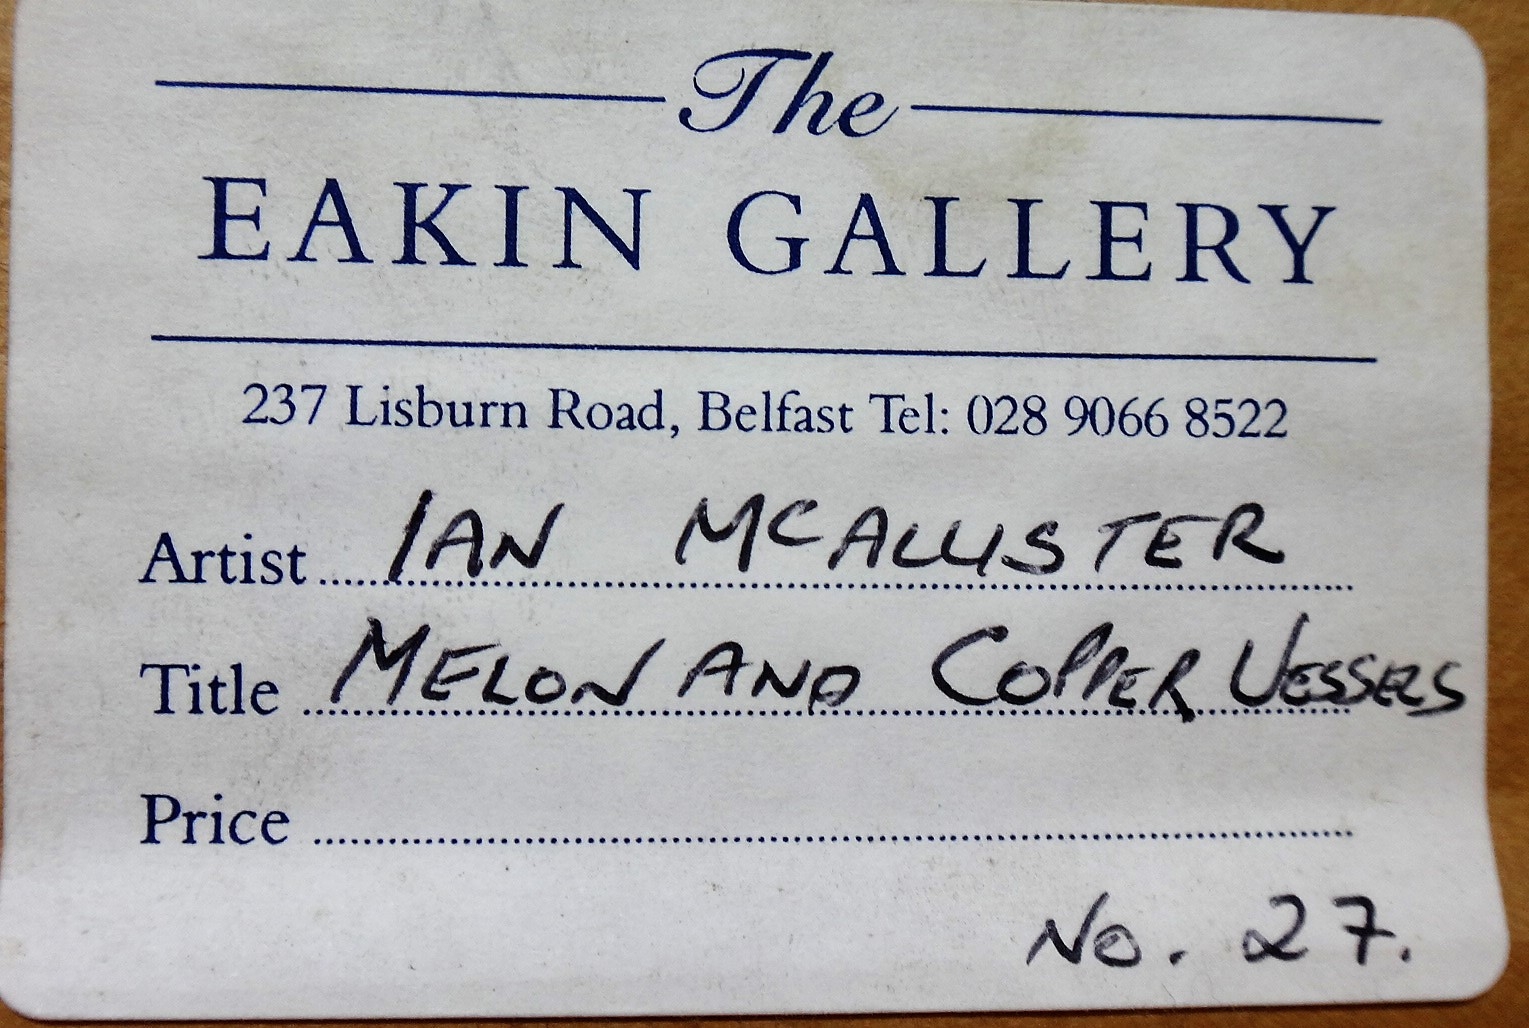 The
EAKIN GALLERY
237 Lisburn Road, Belfast Tel: 028 9066 8522
Artist IAN MCALLISTER
Title MELON AND COPPER VESSELS
Price
No. 27.